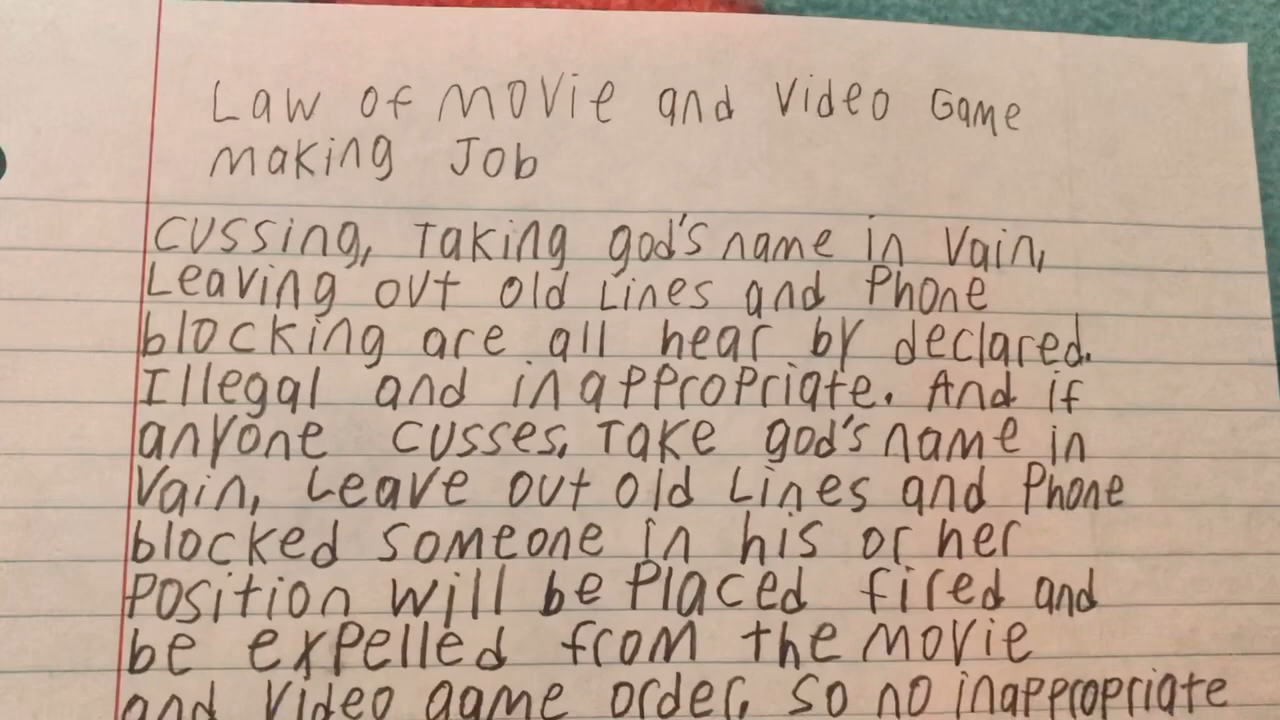 Law of movie and video Game
making Job
cussing, Taking god's name in vain,
Leaving out old Lines and Phone
blocking are all hear by declared.
Illegal and inappropriate. And if
anyone cusses, Take god's name in
vain, Leave out old Lines and Phone
blocked someone in his or her
Position will be Placed fired and
be expelled from the movie
and video game order, so no inappropriate